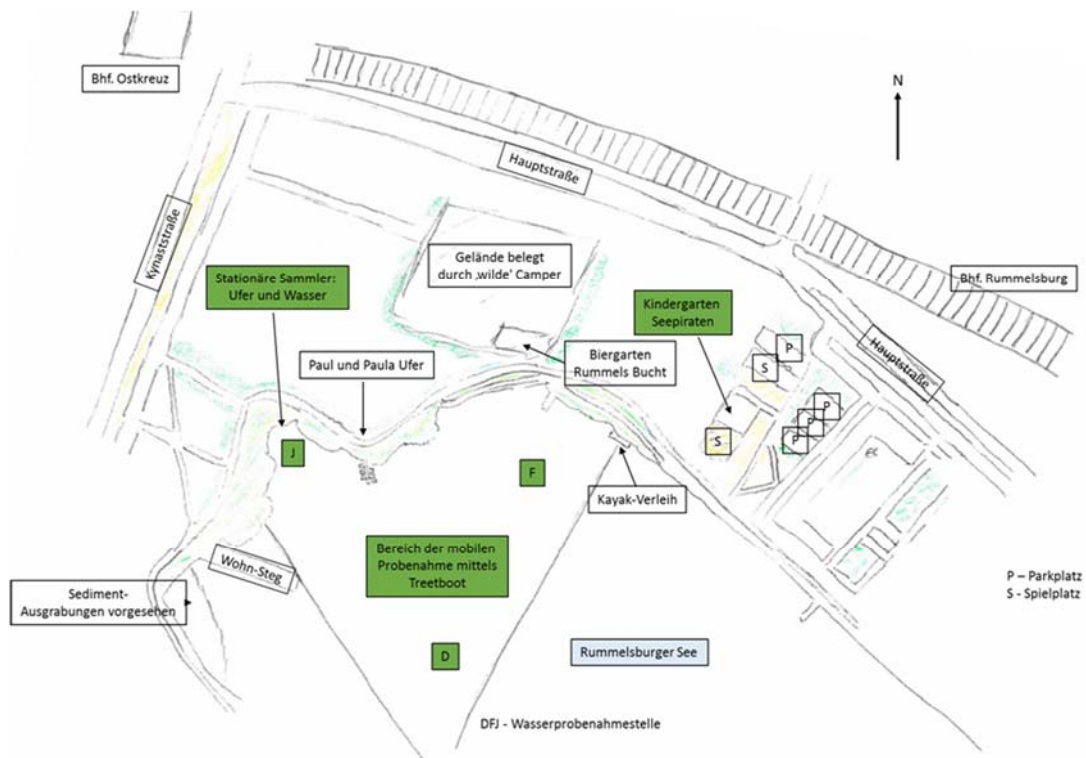 Bhf. Ostkreuz
N
Hauptstraße
Kynaststraße
Gelände belegt
durch ‚wilde' Camper
Bhf. Rummelsburg
Stationäre Sammler:
Ufer und Wasser
Kindergarten
Seepiraten
Hauptstraße
P
S
Paul und Paula Ufer
Biergarten
Rummels Bucht
P
P
P
S
J
F
Kayak-Verleih
Bereich der mobilen
Probenahme mittels
Treetboot
Wohn-Steg
P – Parkplatz
S - Spielplatz
Sediment-
Ausgrabungen vorgesehen
D
Rummelsburger See
DFJ - Wasserprobenahmestelle